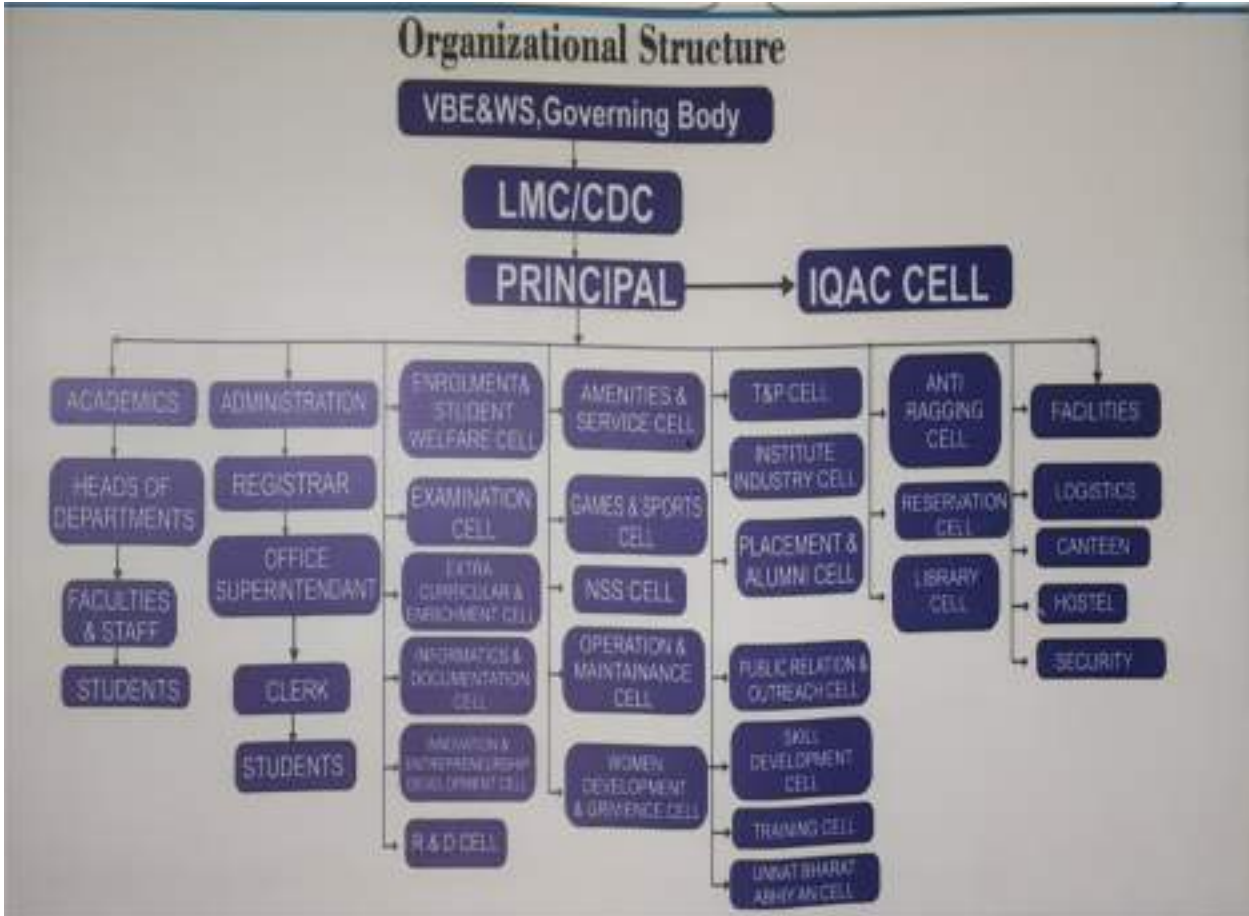 Organizational Structure
VBE&WS,Governing Body
LMC/CDC
PRINCIPAL
IQAC CELL
ACADEMICS
HEADS OF
DEPARTMENTS
FACULTIES
& STAFF
STUDENTS
ADMINISTRATION
REGISTRAR
OFFICE
SUPERINTENDANT
CLERK
STUDENTS
ENROLMENT&
STUDENT
WELFARE CELL
EXAMINATION
CELL
EXTRA
CURRICULAR &
ENRICHMENT CELL
INFORMATICS &
DOCUMENTATION
CELL
INNOVATION &
ENTREPRENEURSHIP
DEVELOPMENT CELL
R & D CELL
AMENITIES &
SERVICE CELL
GAMES & SPORTS
CELL
NSS CELL
OPERATION &
MAINTAINANCE
CELL
WOMEN
DEVELOPMENT
& GRIVIENCE CELL
T&P CELL
INSTITUTE
INDUSTRY CELL
PLACEMENT &
ALUMNI CELL
PUBLIC RELATION &
OUTREACH CELL
SKILL
DEVELOPMENT
CELL
TRAINING CELL
UNNAT BHARAT
ABHIYAN CELL
ANTI
RAGGING
CELL
RESERVATION
CELL
LIBRARY
CELL
FACILITIES
LOGISTICS
CANTEEN
HOSTEL
SECURITY